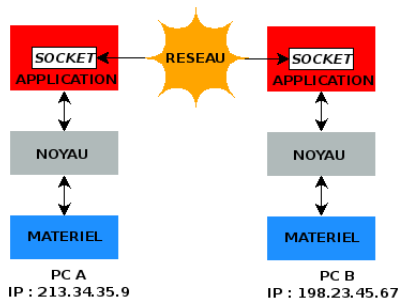 SOCKET
APPLICATION
RESEAU
SOCKET
APPLICATION
NOYAU
NOYAU
MATERIEL
MATERIEL
PC A
IP : 213.34.35.9
PC B
IP : 198.23.45.67